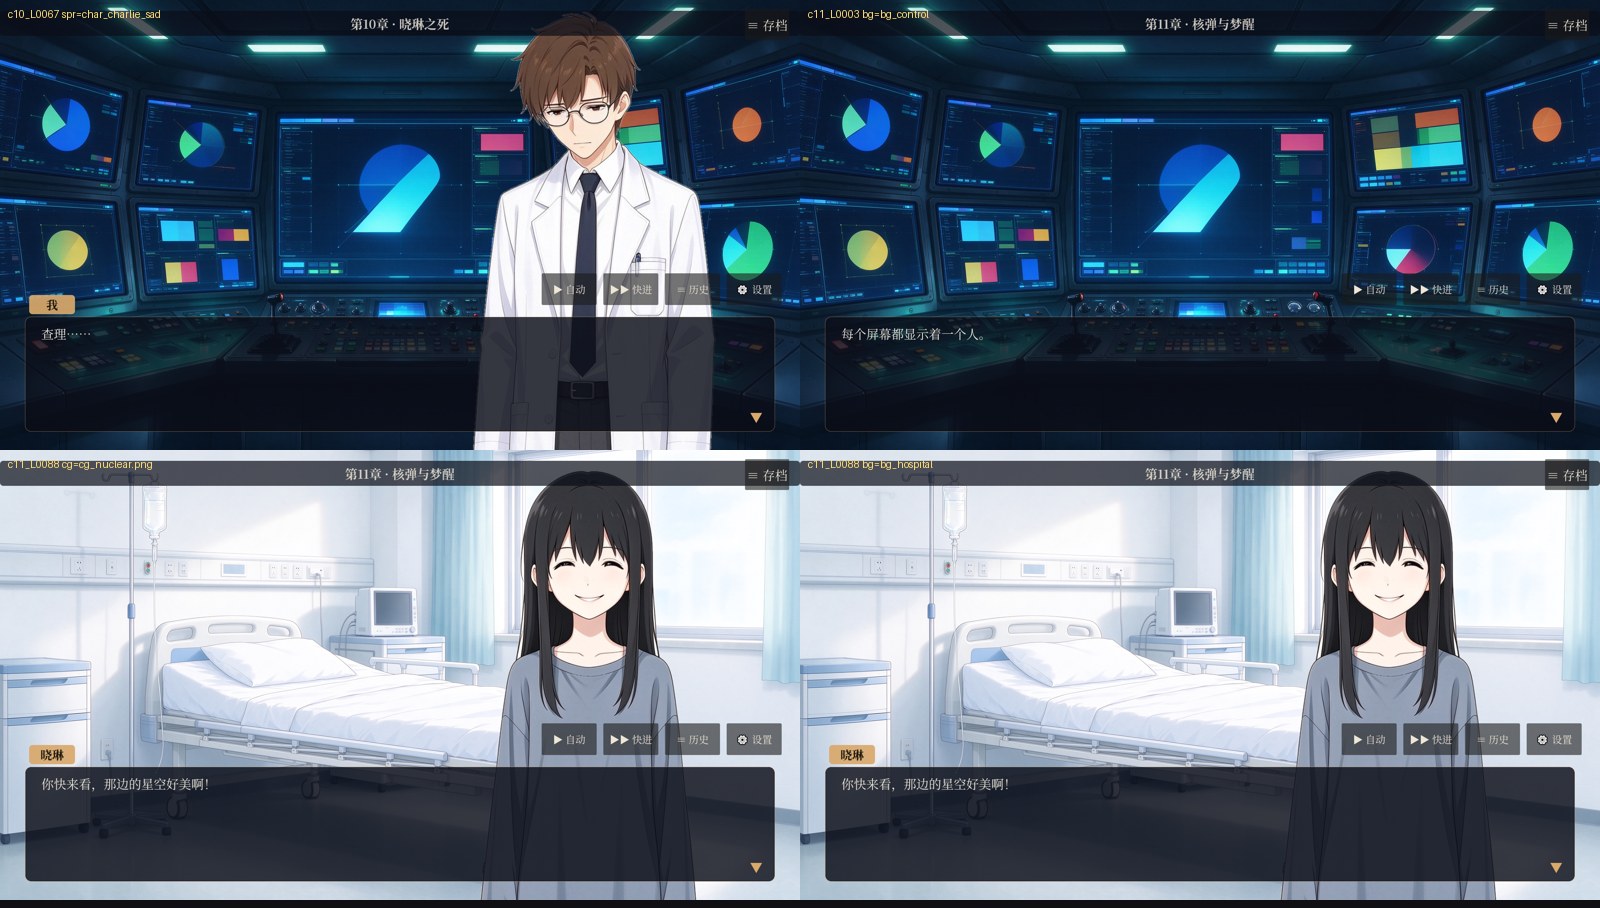 c10_L0067 spr=char_charlie_sad
第10章 · 晓琳之死
≡ 存档
▶ 自动
▶▶ 快进
≡ 历史
设置
我
查理……
c11_L0003 bg=bg_control
第11章 · 核弹与梦醒
≡ 存档
▶ 自动
▶▶ 快进
≡ 历史
设置
每个屏幕都显示着一个人。
c11_L0088 cg=cg_nuclear.png
第11章 · 核弹与梦醒
≡ 存档
▶ 自动
▶▶ 快进
≡ 历史
设置
晓琳
你快来看，那边的星空好美啊！
c11_L0088 bg=bg_hospital
第11章 · 核弹与梦醒
≡ 存档
▶ 自动
▶▶ 快进
≡ 历史
设置
晓琳
你快来看，那边的星空好美啊！